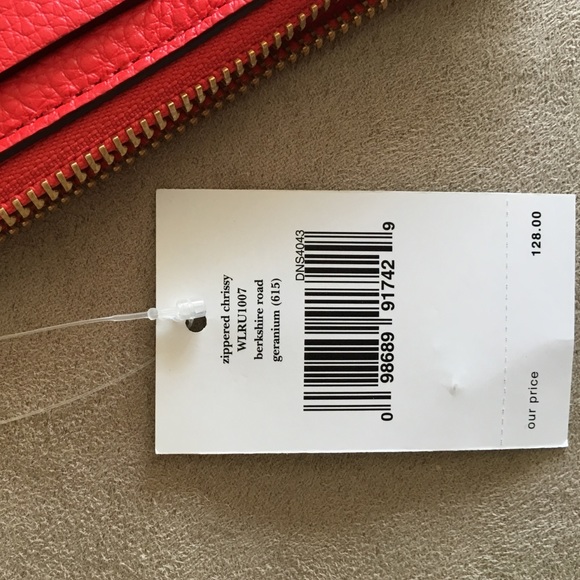 zippered chrissy
WLRU1007
berkshire road
geranium (615)
DNS4043
0 98689 91742 9
our price 128.00